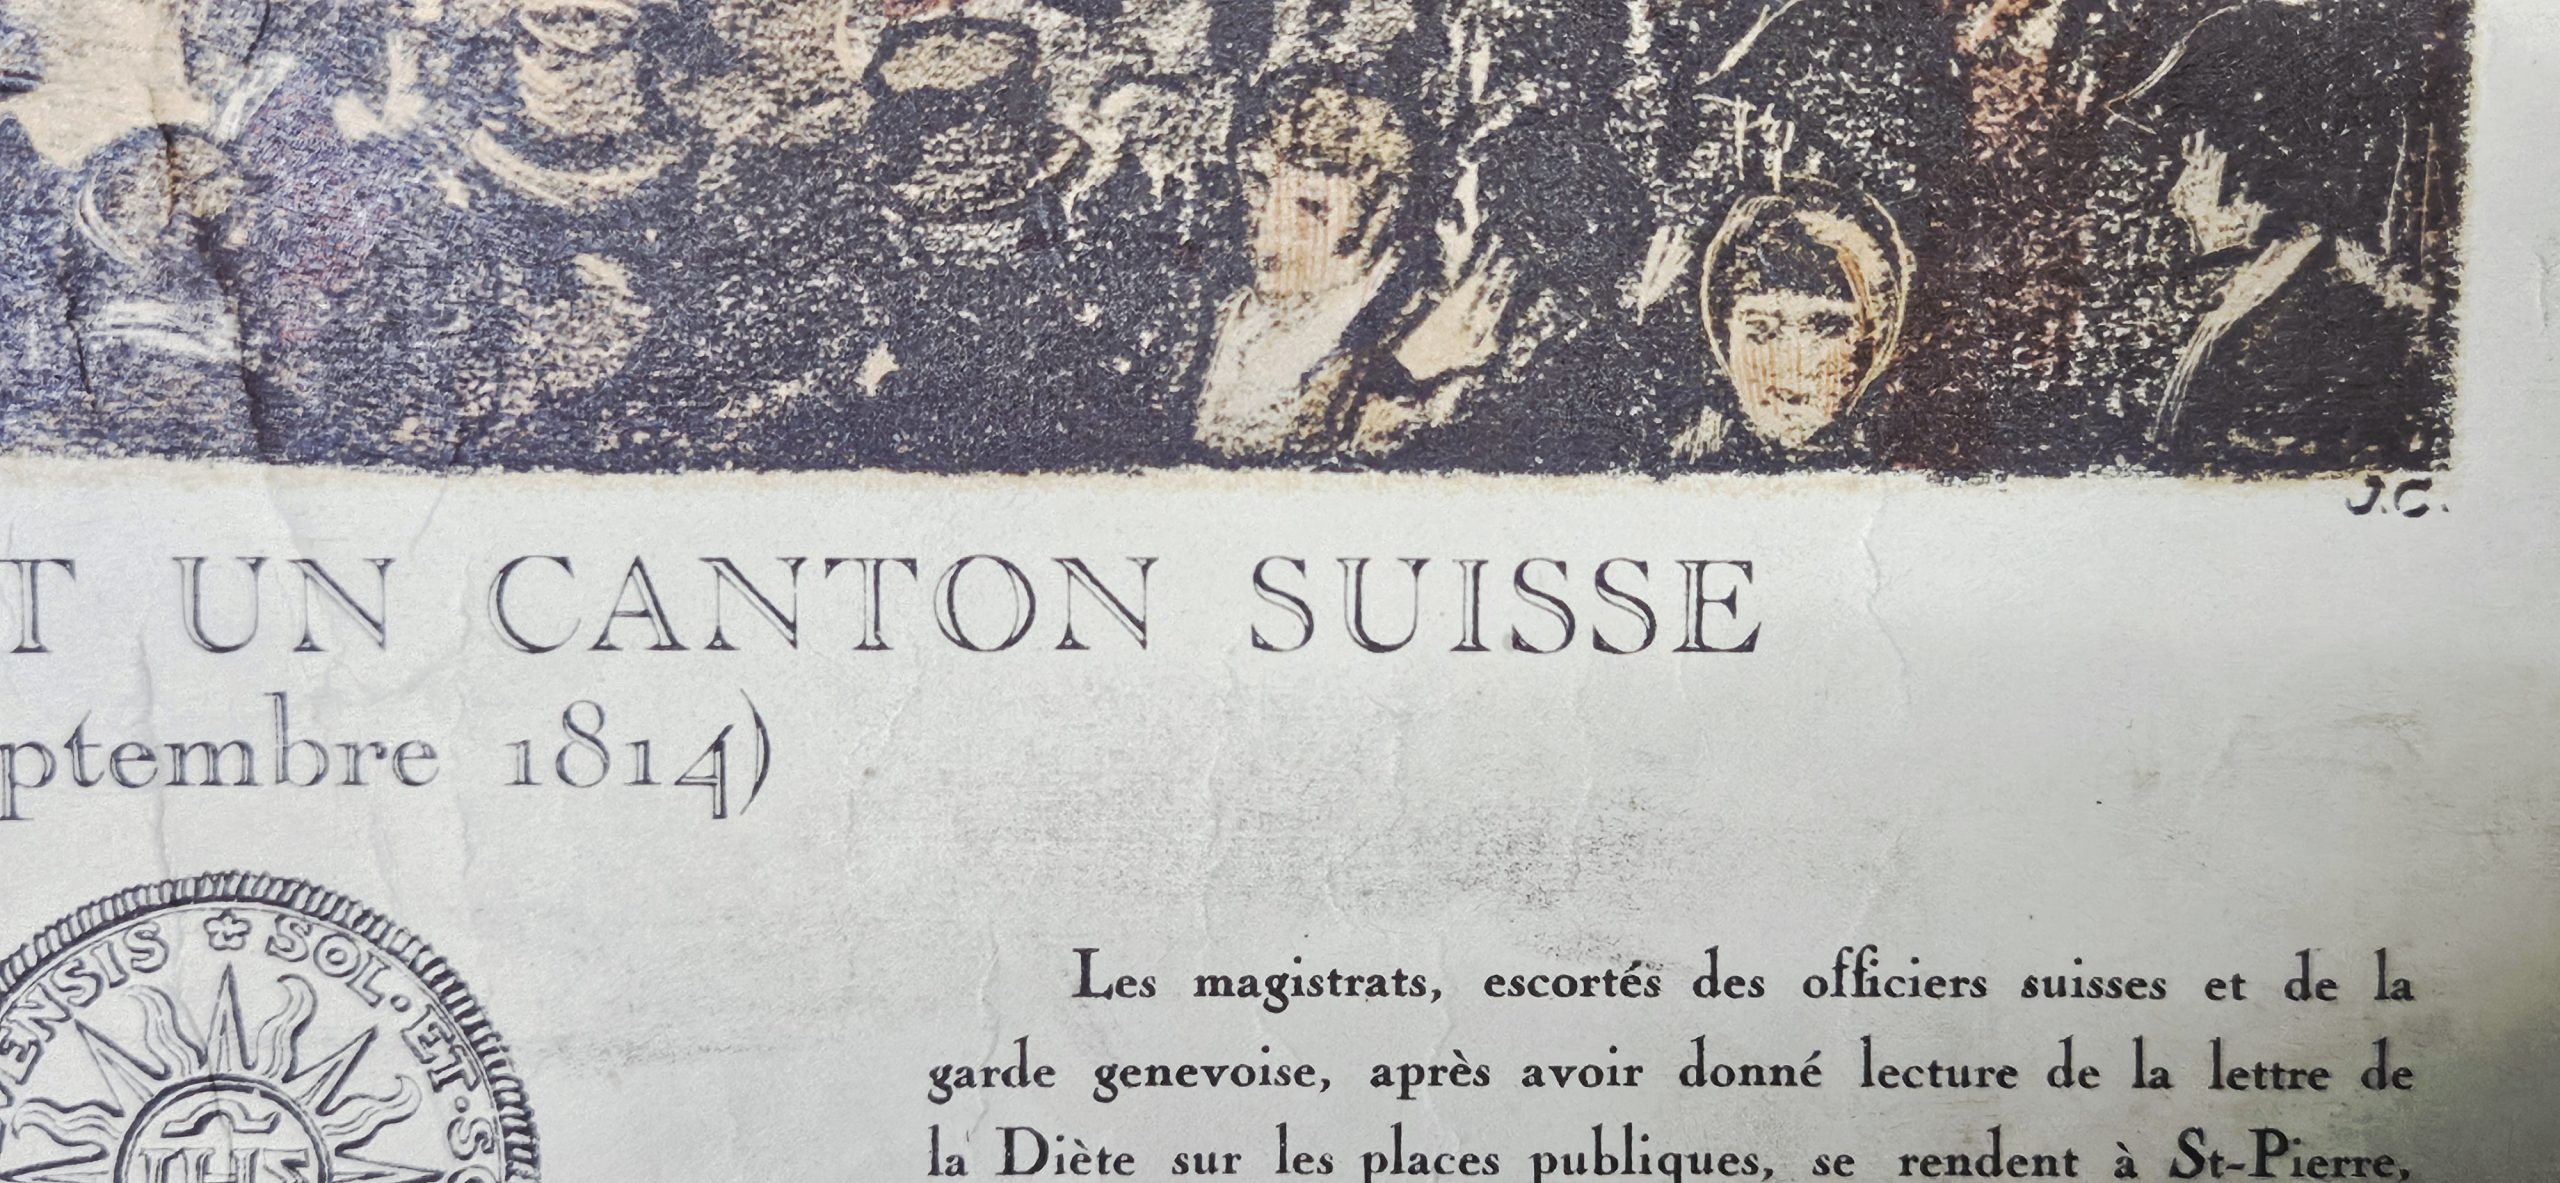 J.C.
T UN CANTON SUISSE
ptembre 1814)
ENSIS ✽ SOL · ET · SC
IHS
Les magistrats, escortés des officiers suisses et de la
garde genevoise, après avoir donné lecture de la lettre de
la Diète sur les places publiques, se rendent à St-Pierre,